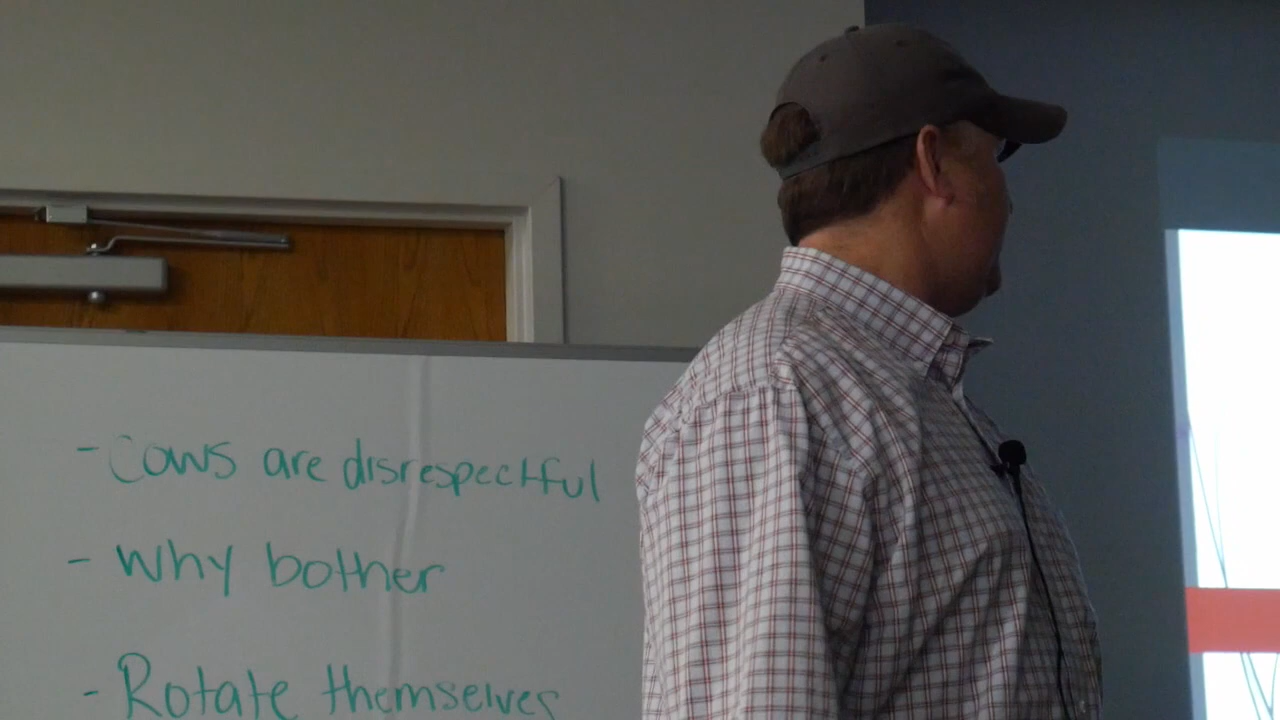 - Cows are disrespectful
- Why bother
- Rotate themselves